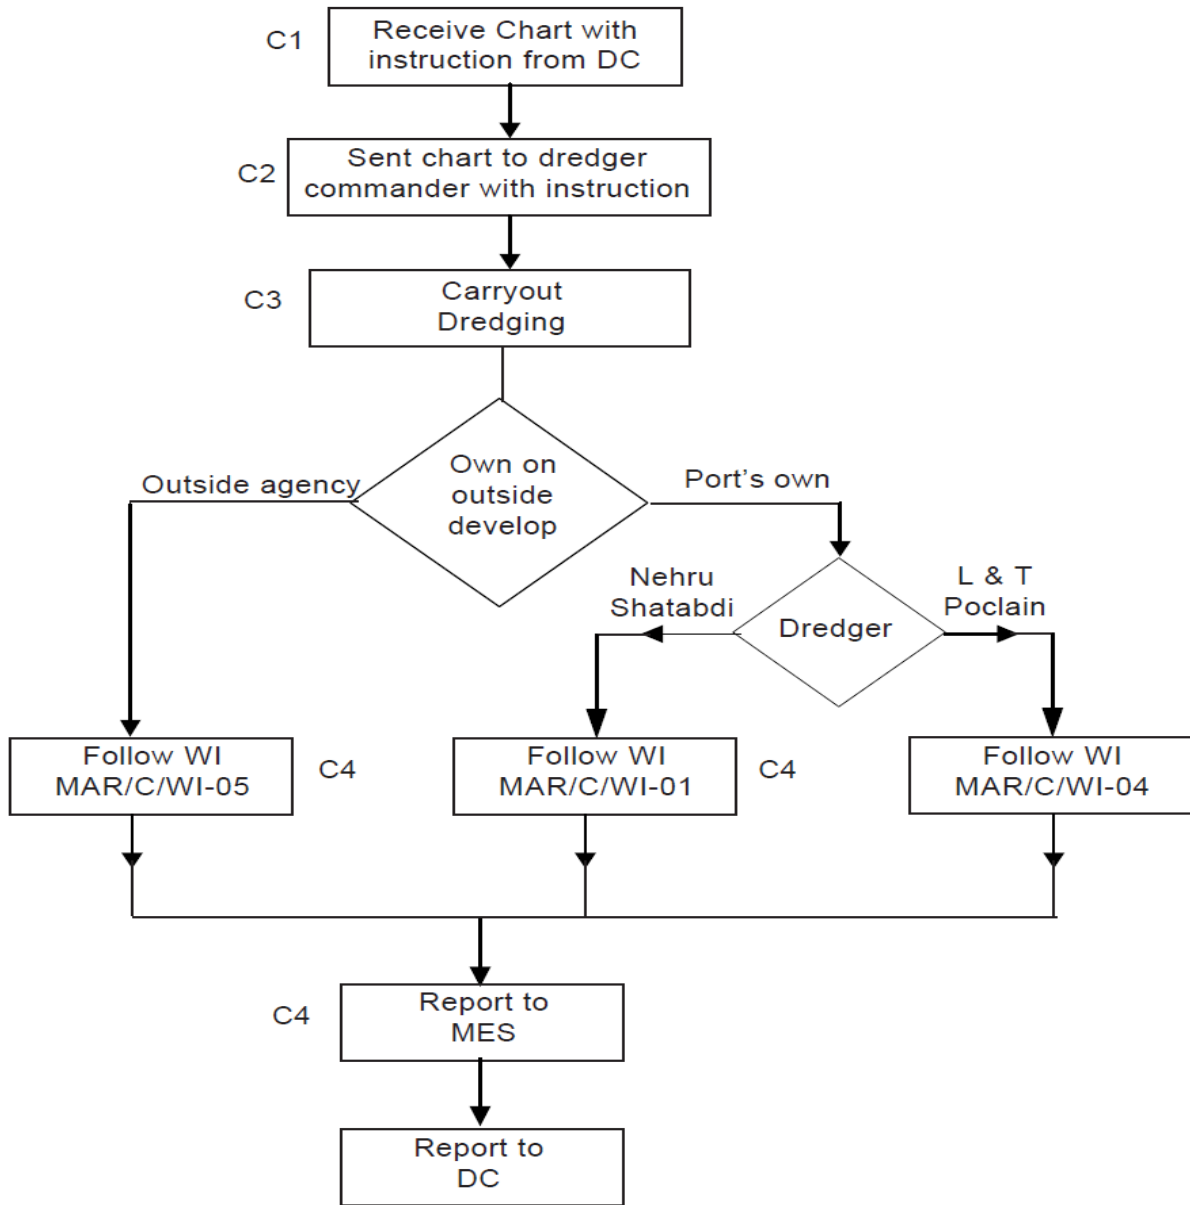 C1
Receive Chart with
instruction from DC
C2
Sent chart to dredger
commander with instruction
C3
Carryout
Dredging
Own on
outside
develop
Outside agency
Port's own
Nehru
Shatabdi
Dredger
L & T
Poclain
Follow WI
MAR/C/WI-05
C4
Follow WI
MAR/C/WI-01
C4
Follow WI
MAR/C/WI-04
C4
Report to
MES
Report to
DC